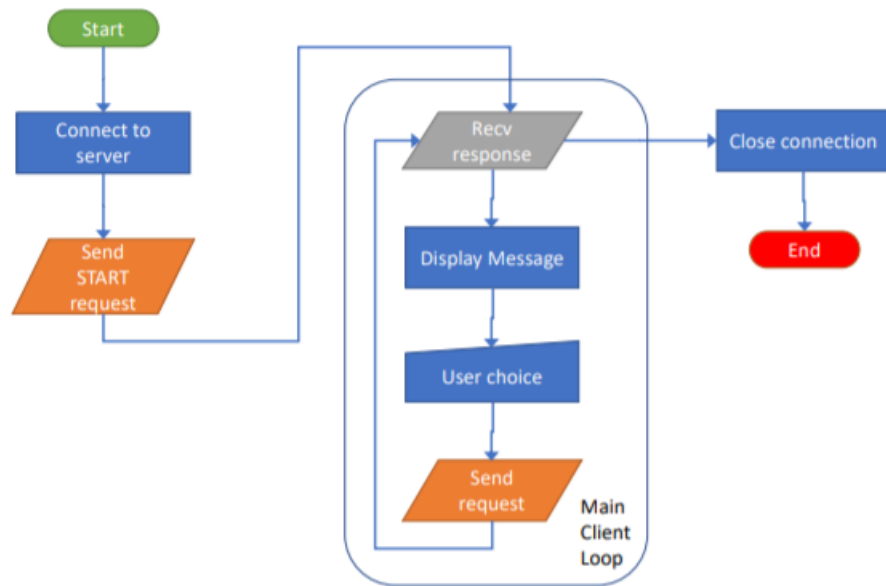 Start
Connect to
server
Send
START
request
Recv
response
Display Message
User choice
Send
request
Main
Client
Loop
Close connection
End